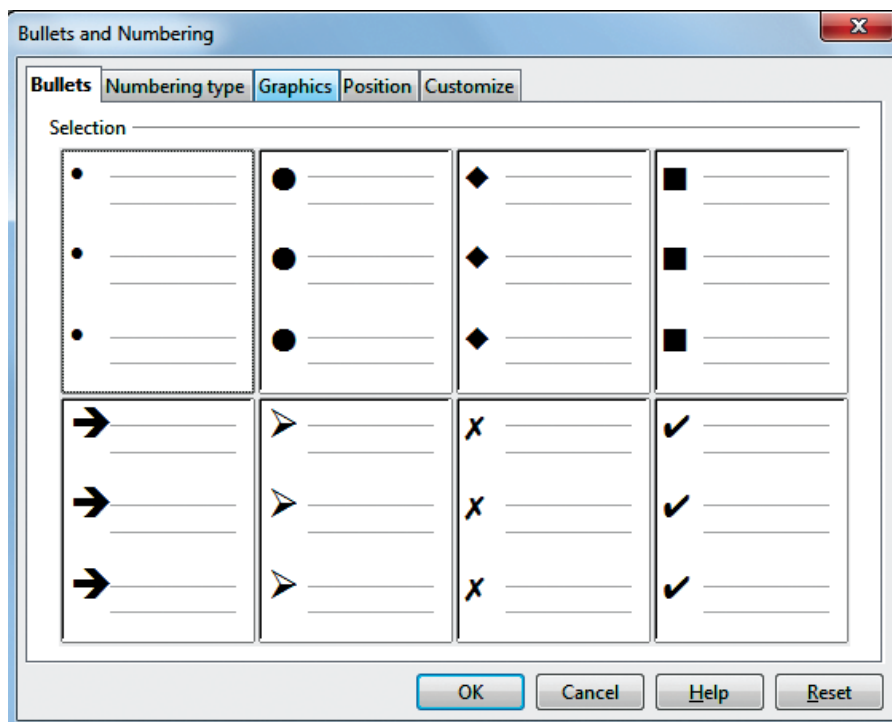 Bullets and Numbering
Bullets Numbering type Graphics Position Customize
Selection
OK Cancel Help Reset